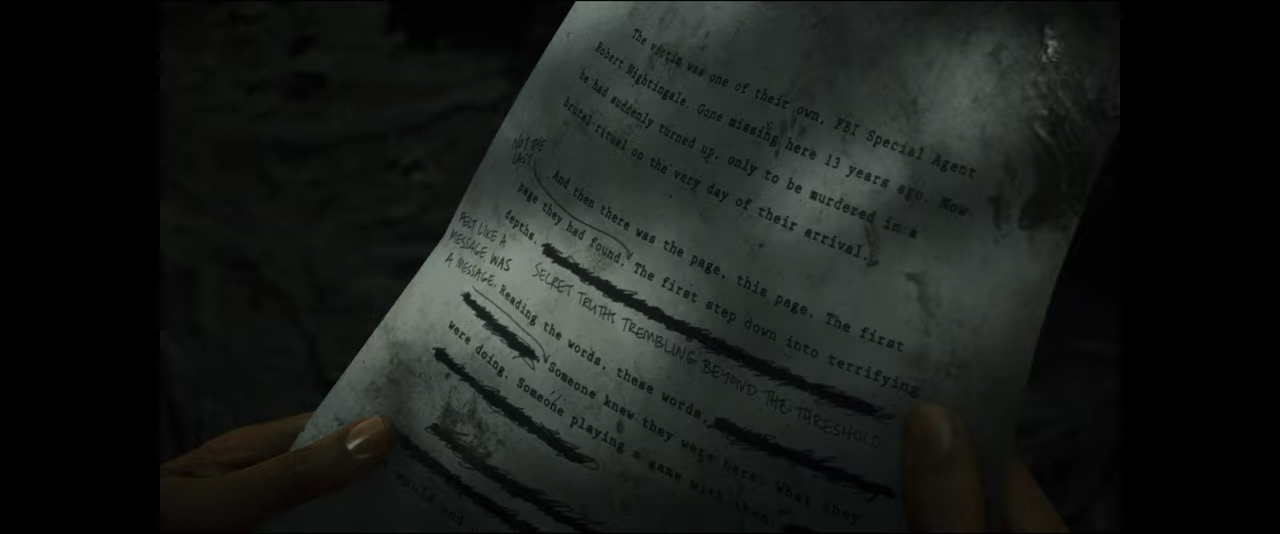 The victim was one of their own, FBI Special Agent
Robert Nightingale. Gone missing here 13 years ago. Now
he had suddenly turned up, only to be murdered in a
brutal ritual on the very day of their arrival.
NOT THE
LAST
And then there was the page, this page. The first
page they had found. The first step down into terrifying
depths.
SECRET TRUTHS TREMBLING BEYOND THE THRESHOLD
FELT LIKE A
MESSAGE WAS
A MESSAGE.
Reading the words, these words,
Someone knew they were here. What they
were doing. Someone playing a game with them.
would end